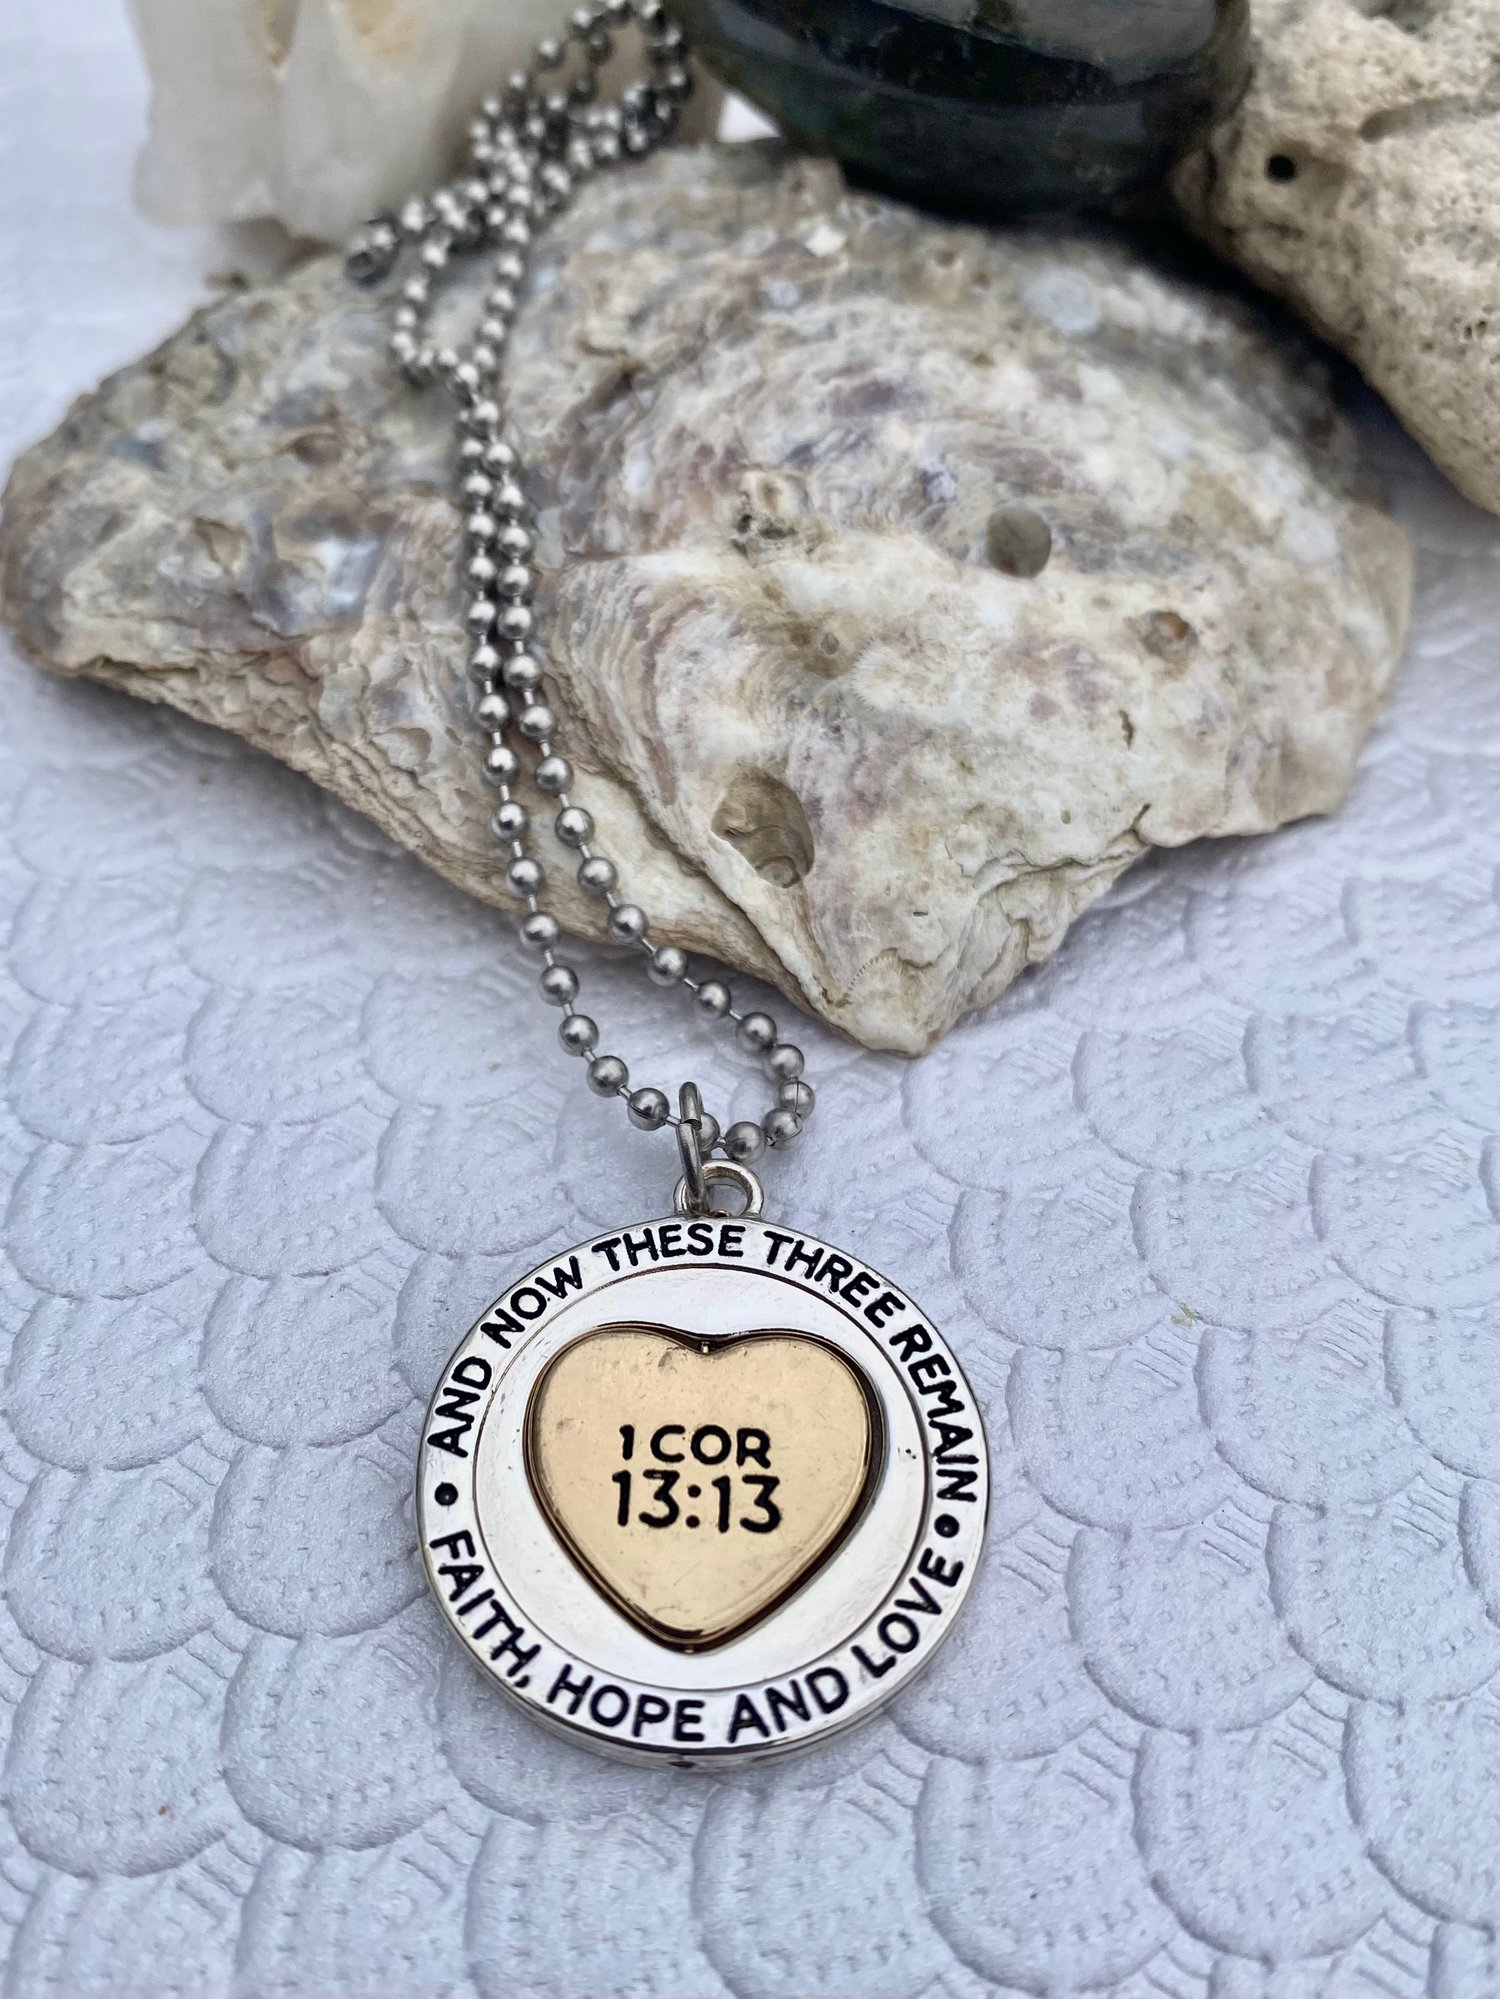 AND NOW THESE THREE REMAIN
• FAITH, HOPE AND LOVE •
1 COR
13:13